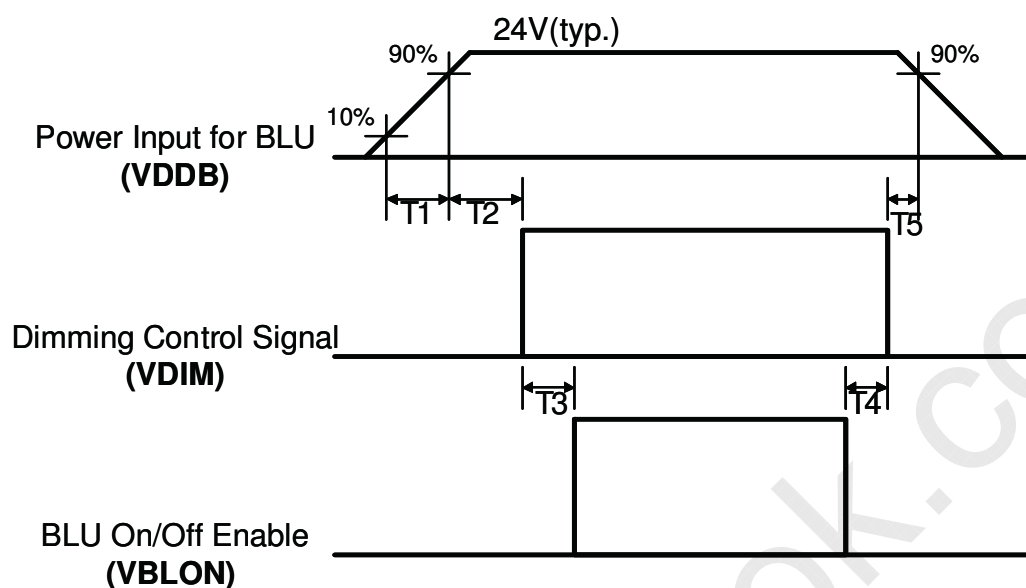 24V(typ.)
90%
90%
10%
Power Input for BLU
(VDDB)
T1
T2
T5
Dimming Control Signal
(VDIM)
T3
T4
BLU On/Off Enable
(VBLON)